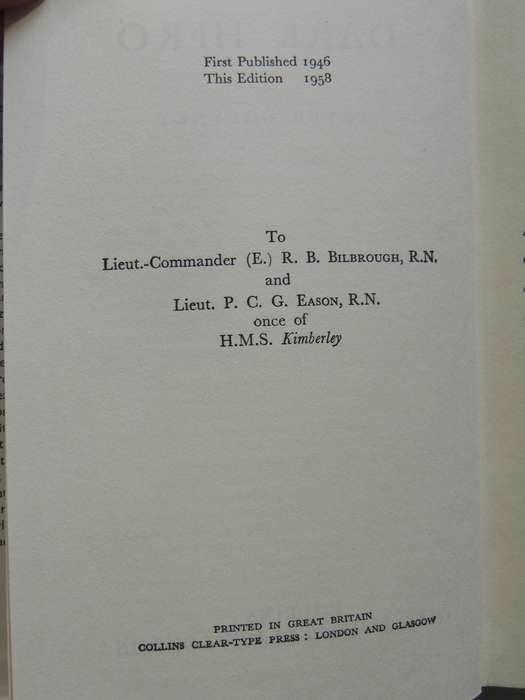 First Published 1946
This Edition 1958
To
Lieut.-Commander (E.) R. B. BILBROUGH, R.N.
and
Lieut. P. C. G. EASON, R.N.
once of
H.M.S. Kimberley
PRINTED IN GREAT BRITAIN
COLLINS CLEAR-TYPE PRESS : LONDON AND GLASGOW